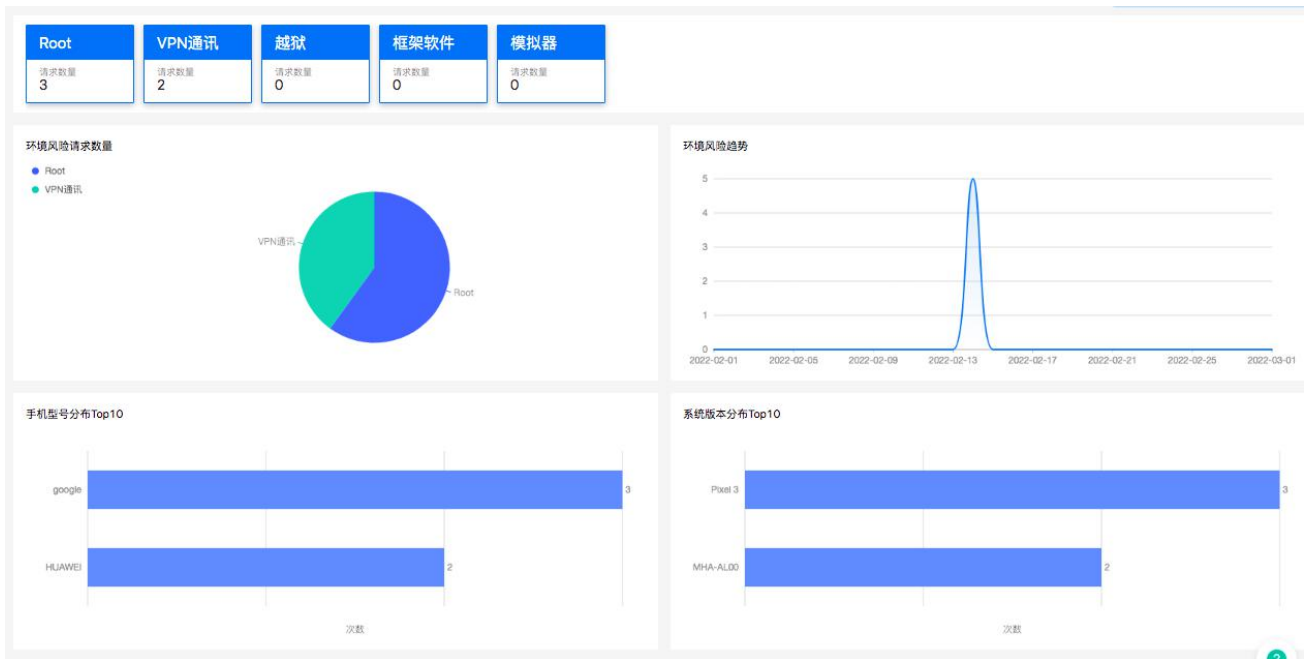 Root
VPN通讯
越狱
框架软件
模拟器
请求数量
请求数量
请求数量
请求数量
请求数量
3
2
0
0
0
环境风险请求数量
Root
VPN通讯
VPN通讯
Root
环境风险趋势
5
4
3
2
1
0
2022-02-01 2022-02-05 2022-02-09 2022-02-13 2022-02-17 2022-02-21 2022-02-25 2022-03-01
手机型号分布Top10
google
3
HUAWEI
2
次数
系统版本分布Top10
Pixel 3
3
MHA-AL00
2
次数
?